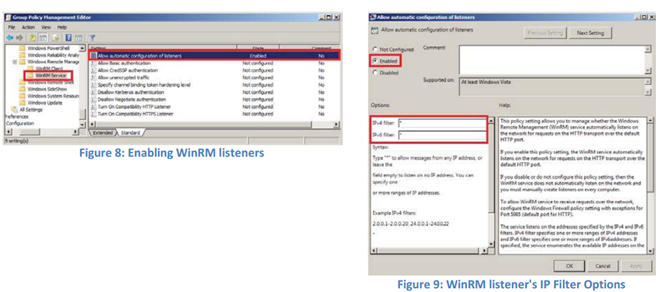 Group Policy Management Editor
File Action View Help
Windows PowerShell
Windows Reliability Analy
Windows Remote Manage
WinRM Client
WinRM Service
Windows Remote Shell
Windows SideShow
Windows System Resourc
Windows Update
All Settings
references
Configuration
Setting State Comment
Allow automatic configuration of listeners Enabled No
Allow Basic authentication Not configured No
Allow CredSSP authentication Not configured No
Allow unencrypted traffic Not configured No
Specify channel binding token hardening level Not configured No
Disallow Kerberos authentication Not configured No
Disallow Negotiate authentication Not configured No
Turn On Compatibility HTTP Listener Not configured No
Turn On Compatibility HTTPS Listener Not configured No
Extended Standard
9 setting(s)
Figure 8: Enabling WinRM listeners
Allow automatic configuration of listeners
Allow automatic configuration of listeners
Previous Setting Next Setting
Not Configured Comment:
Enabled
Disabled
Supported on: At least Windows Vista
Options: Help:
IPv4 filter: *
IPv6 filter: *
Syntax:
Type "*" to allow messages from any IP address, or
leave the
field empty to listen on no IP address. You can
specify one
or more ranges of IP addresses.
Example IPv4 filters:
2.0.0.1-2.0.0.20, 24.0.0.1-24.0.0.22
*
This policy setting allows you to manage whether the Windows
Remote Management (WinRM) service automatically listens on
the network for requests on the HTTP transport over the default
HTTP port.
If you enable this policy setting, the WinRM service automatically
listens on the network for requests on the HTTP transport over the
default HTTP port.
If you disable or do not configure this policy setting, then the
WinRM service does not automatically listen on the network and
you must manually create listeners on every computer.
To allow WinRM service to receive requests over the network,
configure the Windows Firewall policy setting with exceptions for
Port 5985 (default port for HTTP).
The service listens on the addresses specified by the IPv4 and IPv6
filters. IPv4 filter specifies one or more ranges of IPv4 addresses
and IPv6 filter specifies one or more ranges of IPv6addresses. If
specified, the service enumerates the available IP addresses on the
OK Cancel Apply
Figure 9: WinRM listener's IP Filter Options